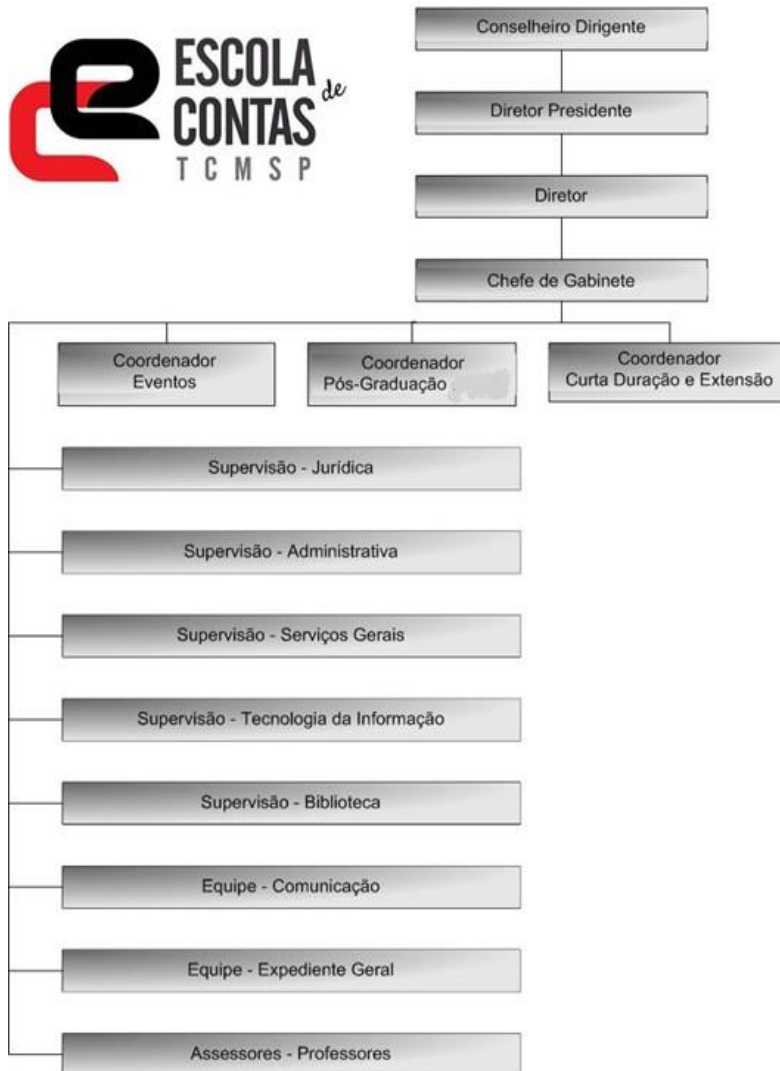 ESCOLA de
CONTAS
TCMSP
Conselheiro Dirigente
Diretor Presidente
Diretor
Chefe de Gabinete
Coordenador
Eventos
Coordenador
Pós-Graduação
Coordenador
Curta Duração e Extensão
Supervisão - Jurídica
Supervisão - Administrativa
Supervisão - Serviços Gerais
Supervisão - Tecnologia da Informação
Supervisão - Biblioteca
Equipe - Comunicação
Equipe - Expediente Geral
Assessores - Professores